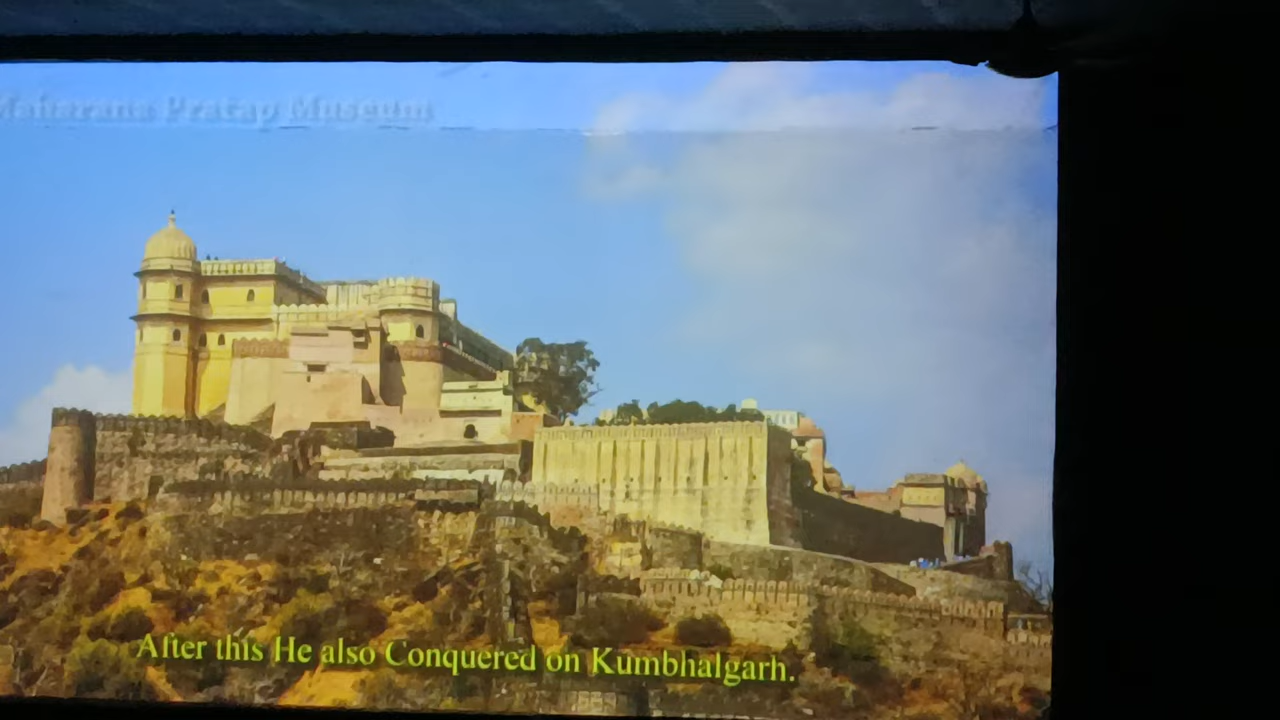 Maharana Pratap Museum
After this He also Conquered on Kumbhalgarh.